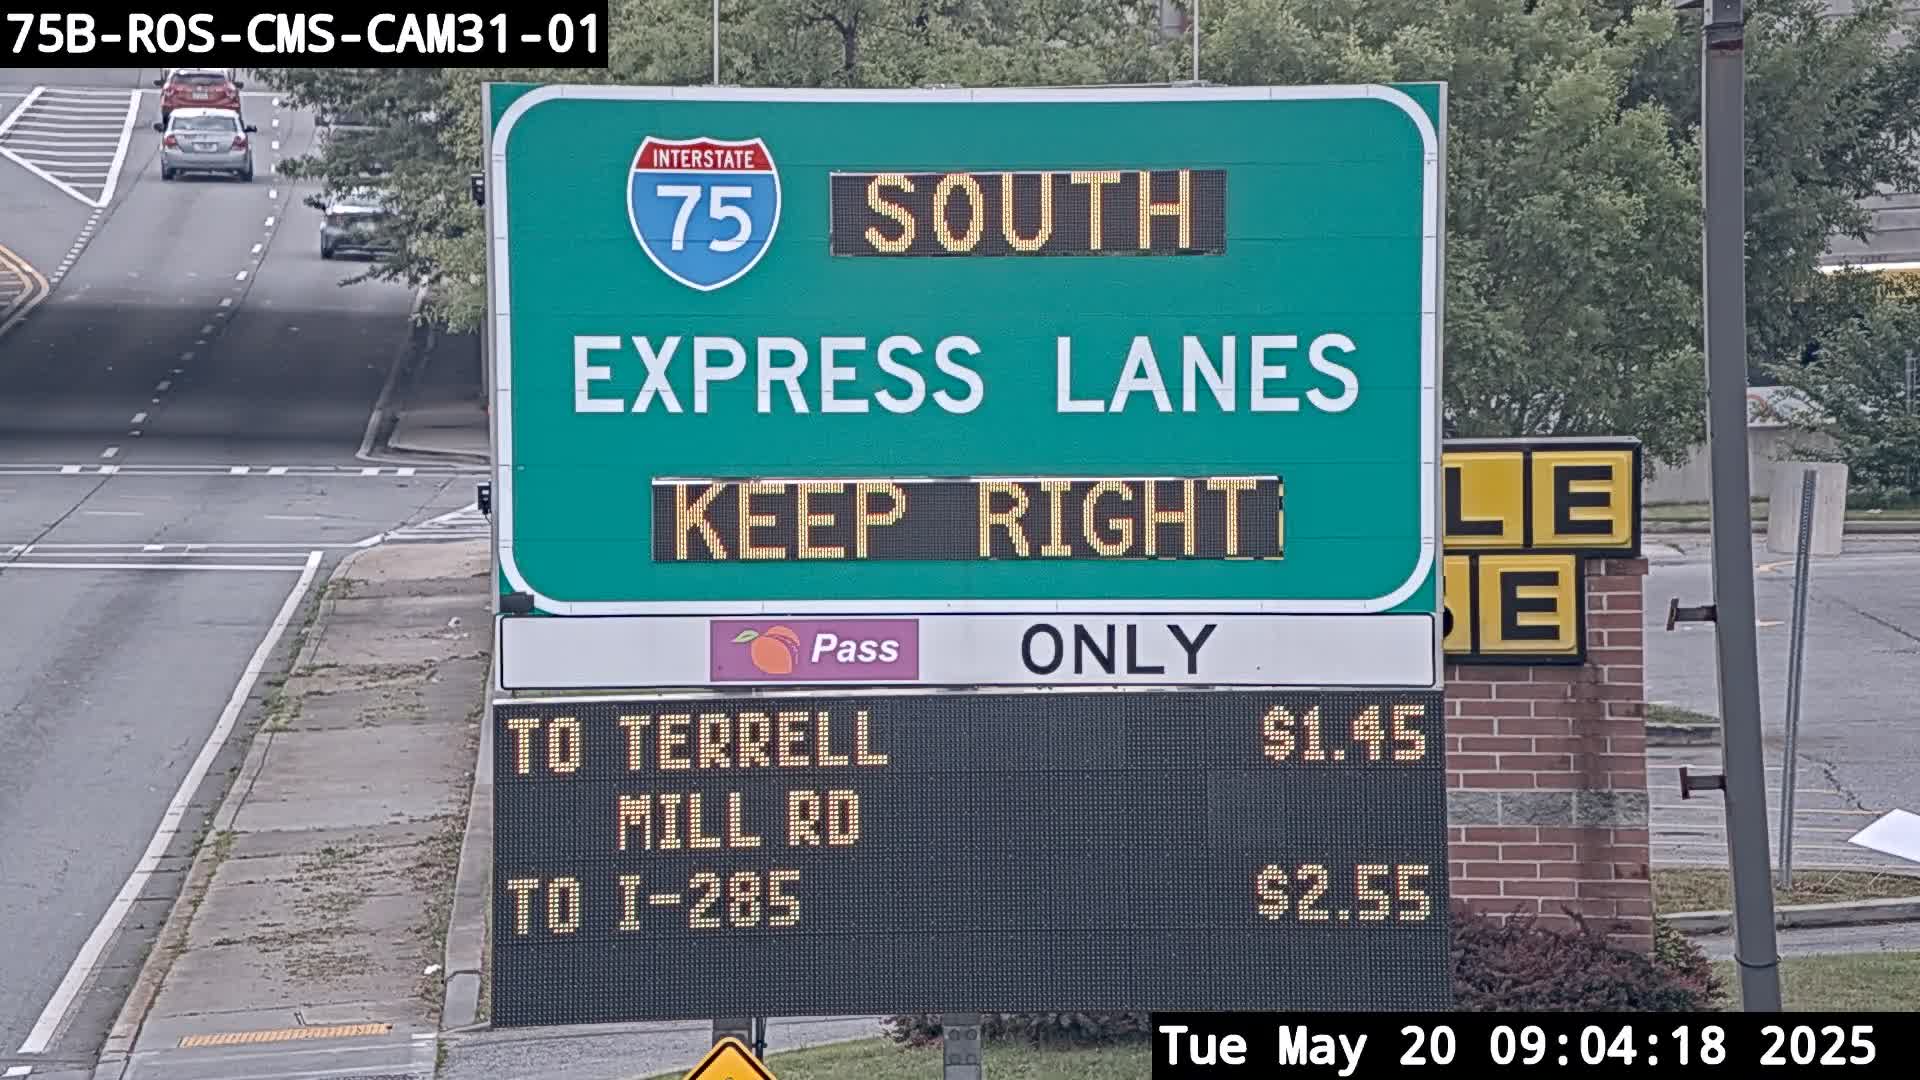 75B-ROS-CMS-CAM31-01
INTERSTATE
75
SOUTH
EXPRESS LANES
KEEP RIGHT
Pass ONLY
TO TERRELL $1.45
MILL RD
TO I-285 $2.55
LE
E
Tue May 20 09:04:18 2025